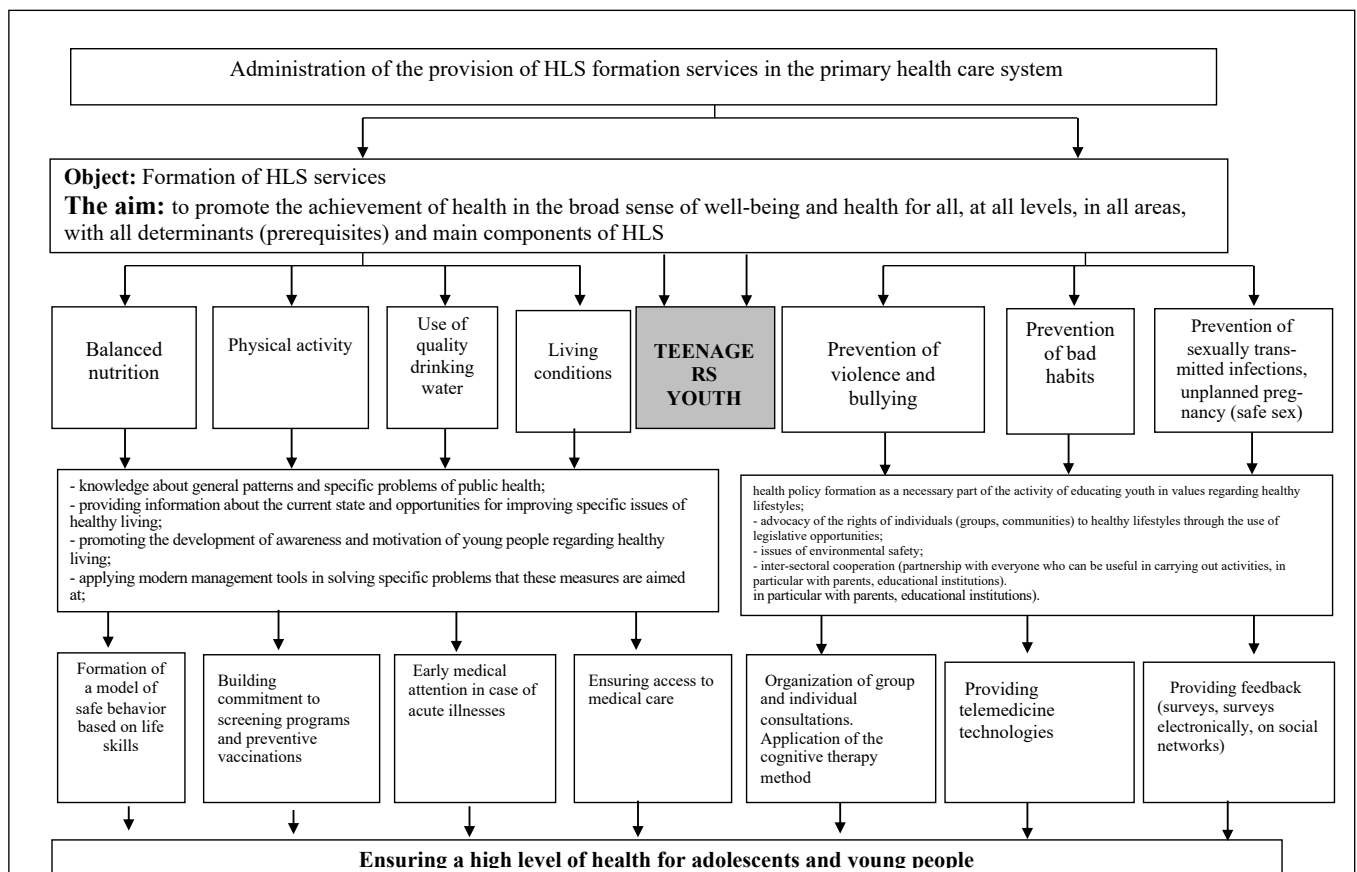 Administration of the provision of HLS formation services in the primary health care system
Object: Formation of HLS services
The aim: to promote the achievement of health in the broad sense of well-being and health for all, at all levels, in all areas,
with all determinants (prerequisites) and main components of HLS
Balanced
nutrition
Physical activity
Use of
quality
drinking
water
Living
conditions
TEENAGE
RS
YOUTH
Prevention of
violence and
bullying
Prevention
of bad
habits
Prevention of
sexually trans-
mitted infections,
unplanned preg-
nancy (safe sex)
- knowledge about general patterns and specific problems of public health;
- providing information about the current state and opportunities for improving specific issues of
healthy living;
- promoting the development of awareness and motivation of young people regarding healthy
living;
- applying modern management tools in solving specific problems that these measures are aimed
at;
health policy formation as a necessary part of the activity of educating youth in values regarding healthy
lifestyles;
- advocacy of the rights of individuals (groups, communities) to healthy lifestyles through the use of
legislative opportunities;
- issues of environmental safety;
- inter-sectoral cooperation (partnership with everyone who can be useful in carrying out activities, in
particular with parents, educational institutions).
in particular with parents, educational institutions).
Formation of
a model of
safe behavior
based on life
skills
Building
commitment to
screening programs
and preventive
vaccinations
Early medical
attention in case of
acute illnesses
Ensuring access to
medical care
Organization of group
and individual
consultations.
Application of the
cognitive therapy
method
Providing
telemedicine
technologies
Providing feedback
(surveys, surveys
electronically, on social
networks)
Ensuring a high level of health for adolescents and young people